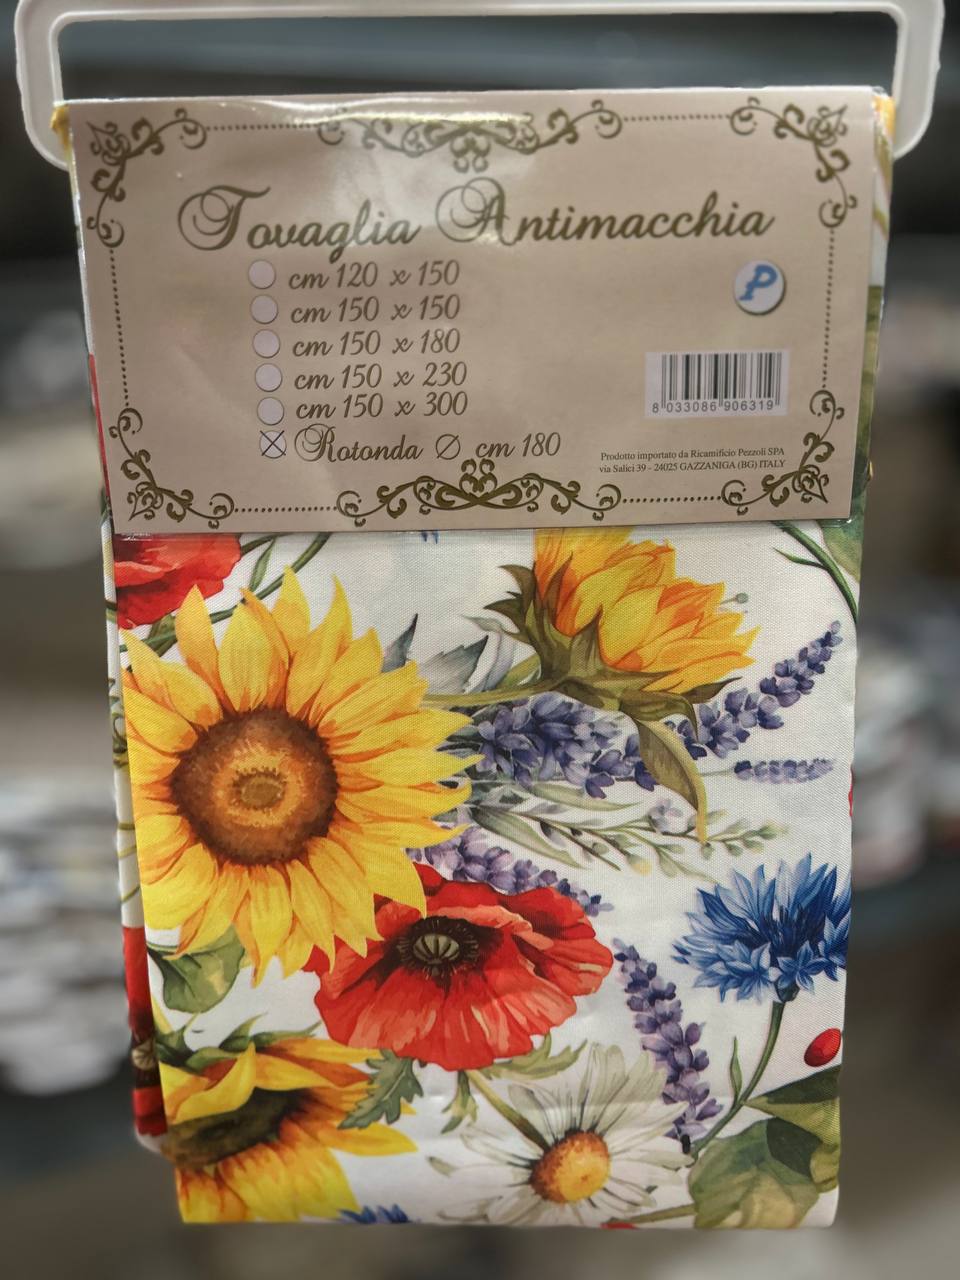 Tovaglia Antimacchia
cm 120 x 150
cm 150 x 150
cm 150 x 180
cm 150 x 230
cm 150 x 300
Rotonda Ø cm 180
P
8 033086 906319
Prodotto importato da Ricamificio Pezzoli SPA
via Salici 39 - 24025 GAZZANIGA (BG) ITALY